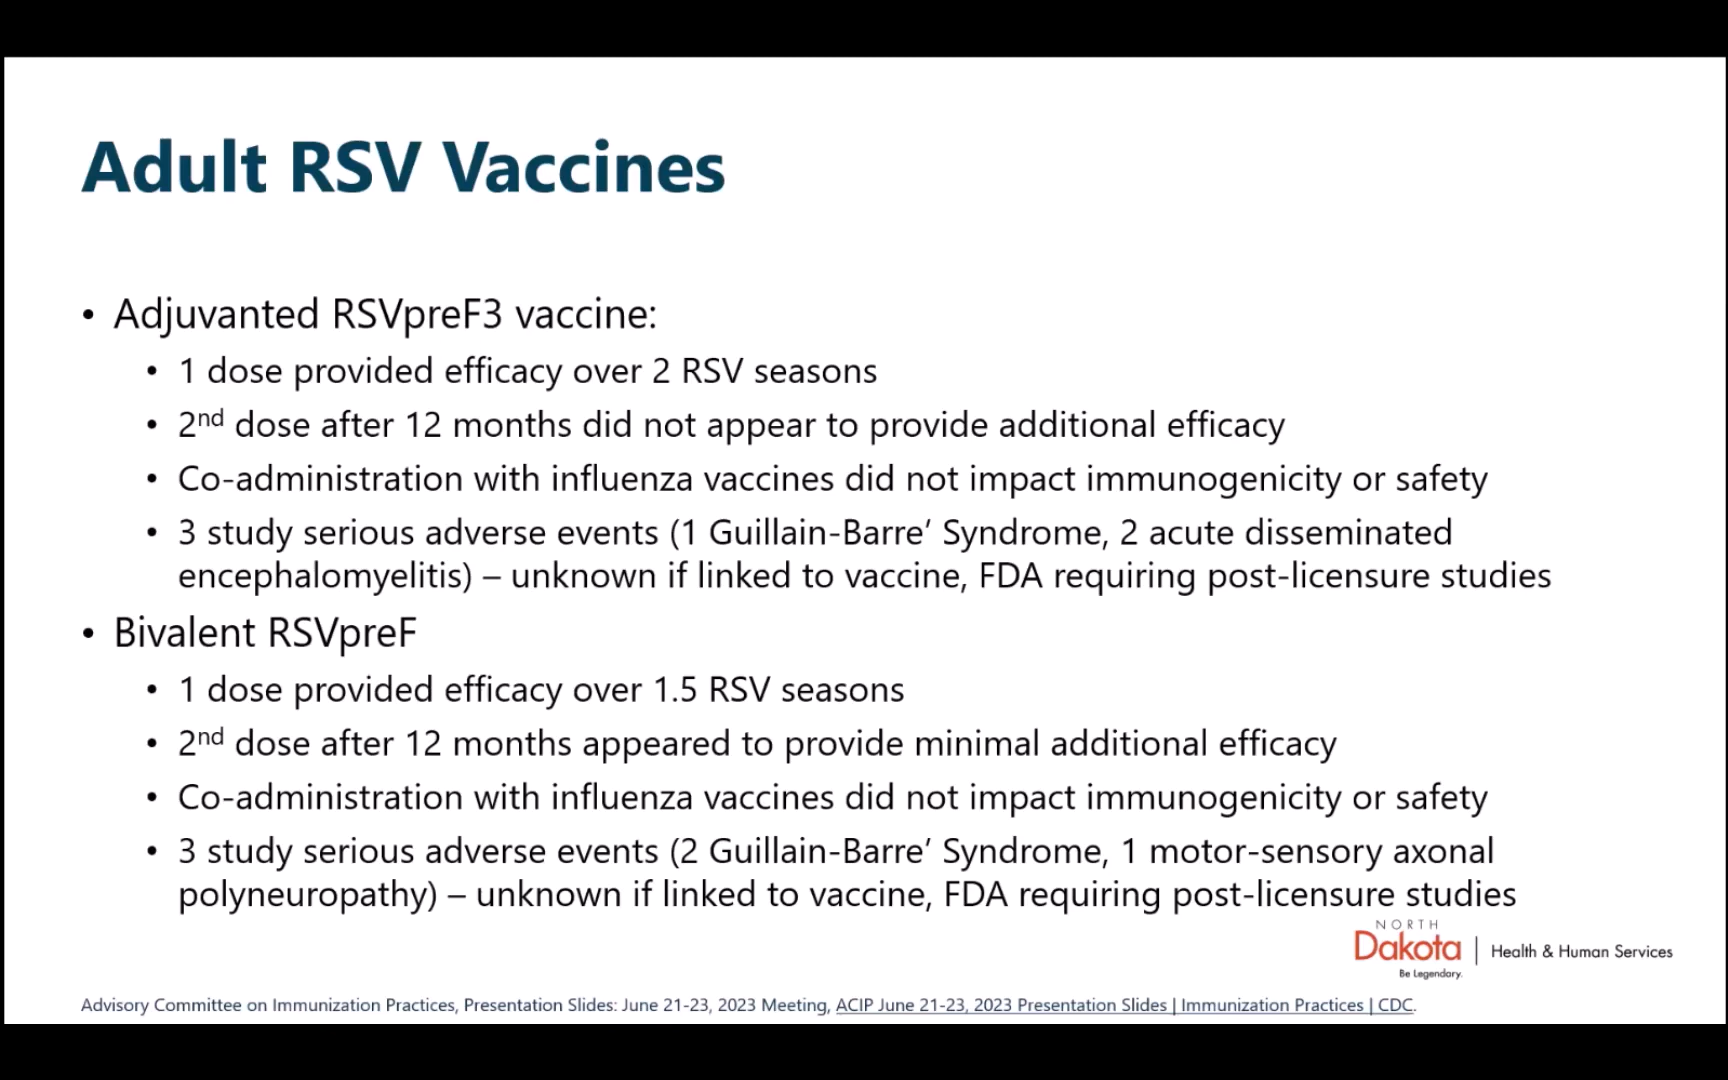 Adult RSV Vaccines
• Adjuvanted RSVpreF3 vaccine:
• 1 dose provided efficacy over 2 RSV seasons
• 2nd dose after 12 months did not appear to provide additional efficacy
• Co-administration with influenza vaccines did not impact immunogenicity or safety
• 3 study serious adverse events (1 Guillain-Barre’ Syndrome, 2 acute disseminated
encephalomyelitis) – unknown if linked to vaccine, FDA requiring post-licensure studies
• Bivalent RSVpreF
• 1 dose provided efficacy over 1.5 RSV seasons
• 2nd dose after 12 months appeared to provide minimal additional efficacy
• Co-administration with influenza vaccines did not impact immunogenicity or safety
• 3 study serious adverse events (2 Guillain-Barre’ Syndrome, 1 motor-sensory axonal
polyneuropathy) – unknown if linked to vaccine, FDA requiring post-licensure studies
NORTH
Dakota | Health & Human Services
Be Legendary.
Advisory Committee on Immunization Practices, Presentation Slides: June 21-23, 2023 Meeting, ACIP June 21-23, 2023 Presentation Slides | Immunization Practices | CDC.